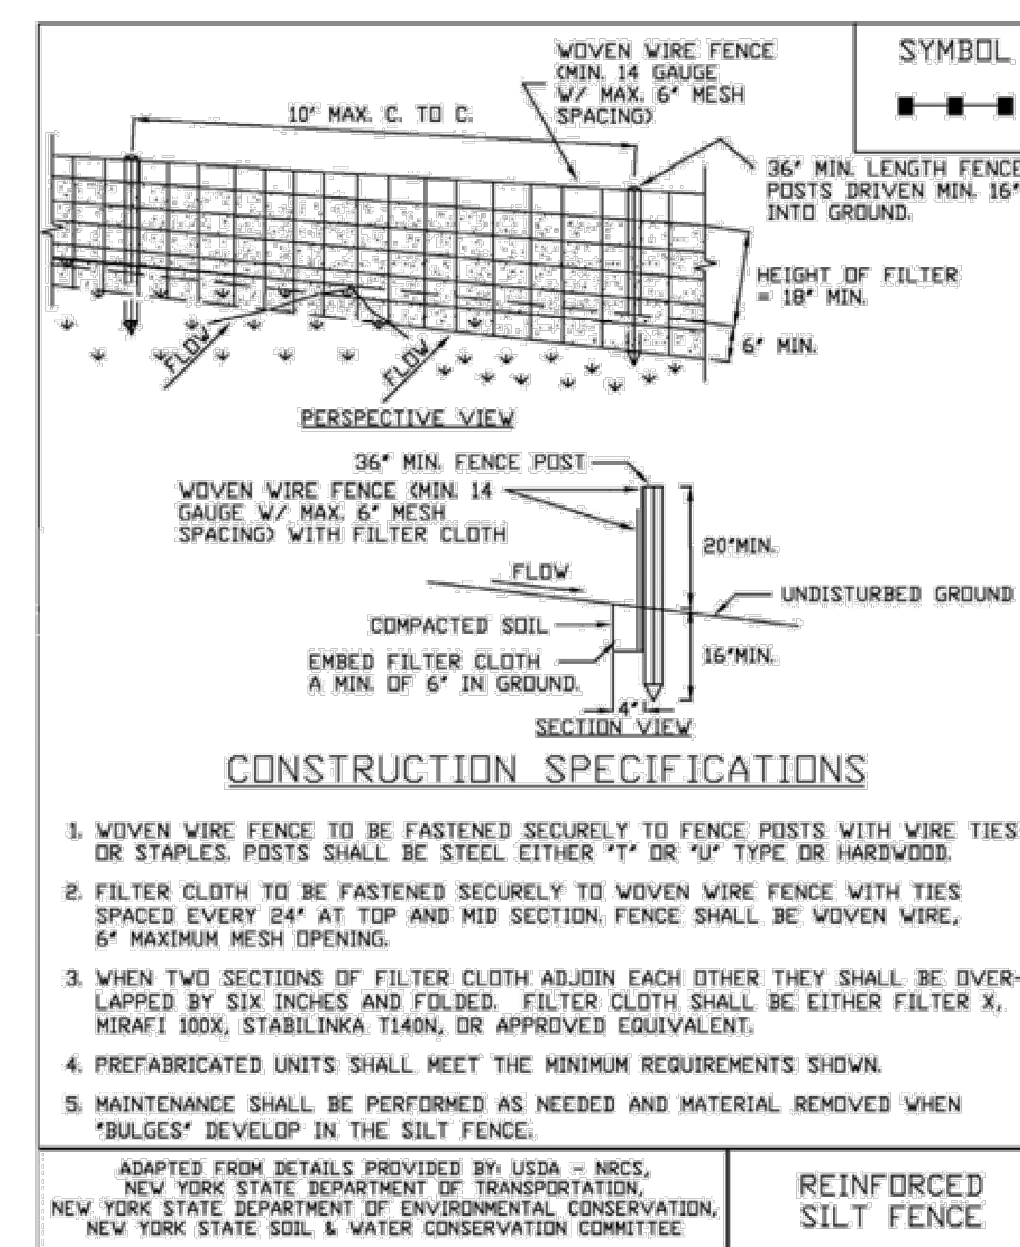 WOVEN WIRE FENCE
(MIN. 14 GAUGE
W/ MAX. 6" MESH
SPACING)
SYMBOL
10" MAX. C. TO C.
36" MIN. LENGTH FENCE
POSTS DRIVEN MIN. 16"
INTO GROUND.
HEIGHT OF FILTER
= 18" MIN.
6" MIN.
FLOW
FLOW
PERSPECTIVE VIEW
36" MIN. FENCE POST
WOVEN WIRE FENCE (MIN. 14
GAUGE W/ MAX. 6" MESH
SPACING) WITH FILTER CLOTH
20"MIN.
FLOW
UNDISTURBED GROUND
COMPACTED SOIL
EMBED FILTER CLOTH
A MIN. OF 6" IN GROUND.
16"MIN.
4"
SECTION VIEW
CONSTRUCTION SPECIFICATIONS
1. WOVEN WIRE FENCE TO BE FASTENED SECURELY TO FENCE POSTS WITH WIRE TIES
OR STAPLES. POSTS SHALL BE STEEL EITHER "T" OR "U" TYPE OR HARDWOOD.
2. FILTER CLOTH TO BE FASTENED SECURELY TO WOVEN WIRE FENCE WITH TIES
SPACED EVERY 24" AT TOP AND MID SECTION. FENCE SHALL BE WOVEN WIRE,
6" MAXIMUM MESH OPENING.
3. WHEN TWO SECTIONS OF FILTER CLOTH ADJOIN EACH OTHER THEY SHALL BE OVER-
LAPPED BY SIX INCHES AND FOLDED. FILTER CLOTH SHALL BE EITHER FILTER X,
MIRAFI 100X, STABILINKA T140N, OR APPROVED EQUIVALENT.
4. PREFABRICATED UNITS SHALL MEET THE MINIMUM REQUIREMENTS SHOWN.
5. MAINTENANCE SHALL BE PERFORMED AS NEEDED AND MATERIAL REMOVED WHEN
"BULGES" DEVELOP IN THE SILT FENCE.
ADAPTED FROM DETAILS PROVIDED BY: USDA - NRCS,
NEW YORK STATE DEPARTMENT OF TRANSPORTATION,
NEW YORK STATE DEPARTMENT OF ENVIRONMENTAL CONSERVATION,
NEW YORK STATE SOIL & WATER CONSERVATION COMMITTEE
REINFORCED
SILT FENCE